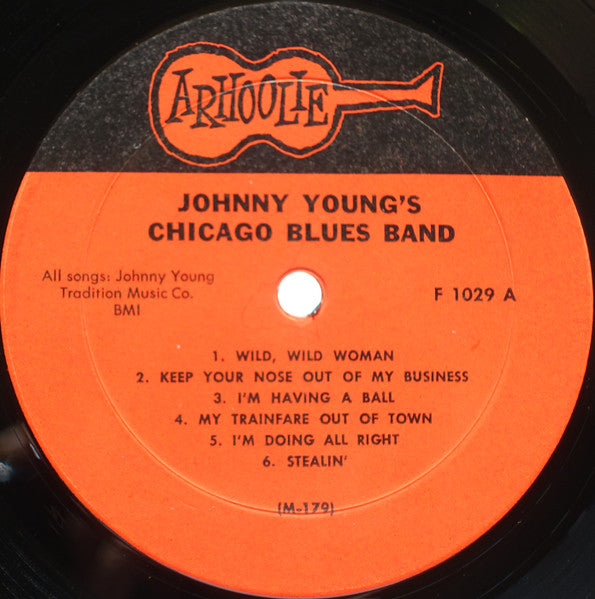 ARHOOLIE
JOHNNY YOUNG'S
CHICAGO BLUES BAND
All songs: Johnny Young
Tradition Music Co.
BMI
F 1029 A
1. WILD, WILD WOMAN
2. KEEP YOUR NOSE OUT OF MY BUSINESS
3. I'M HAVING A BALL
4. MY TRAINFARE OUT OF TOWN
5. I'M DOING ALL RIGHT
6. STEALIN'
(M-179)